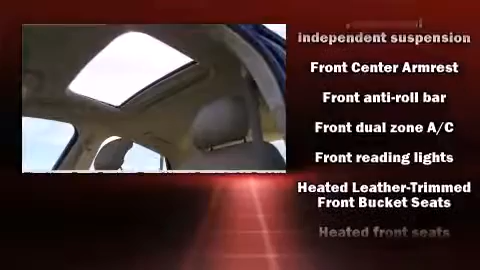 independent suspension
Front Center Armrest
Front anti-roll bar
Front dual zone A/C
Front reading lights
Heated Leather-Trimmed
Front Bucket Seats
Heated front seats